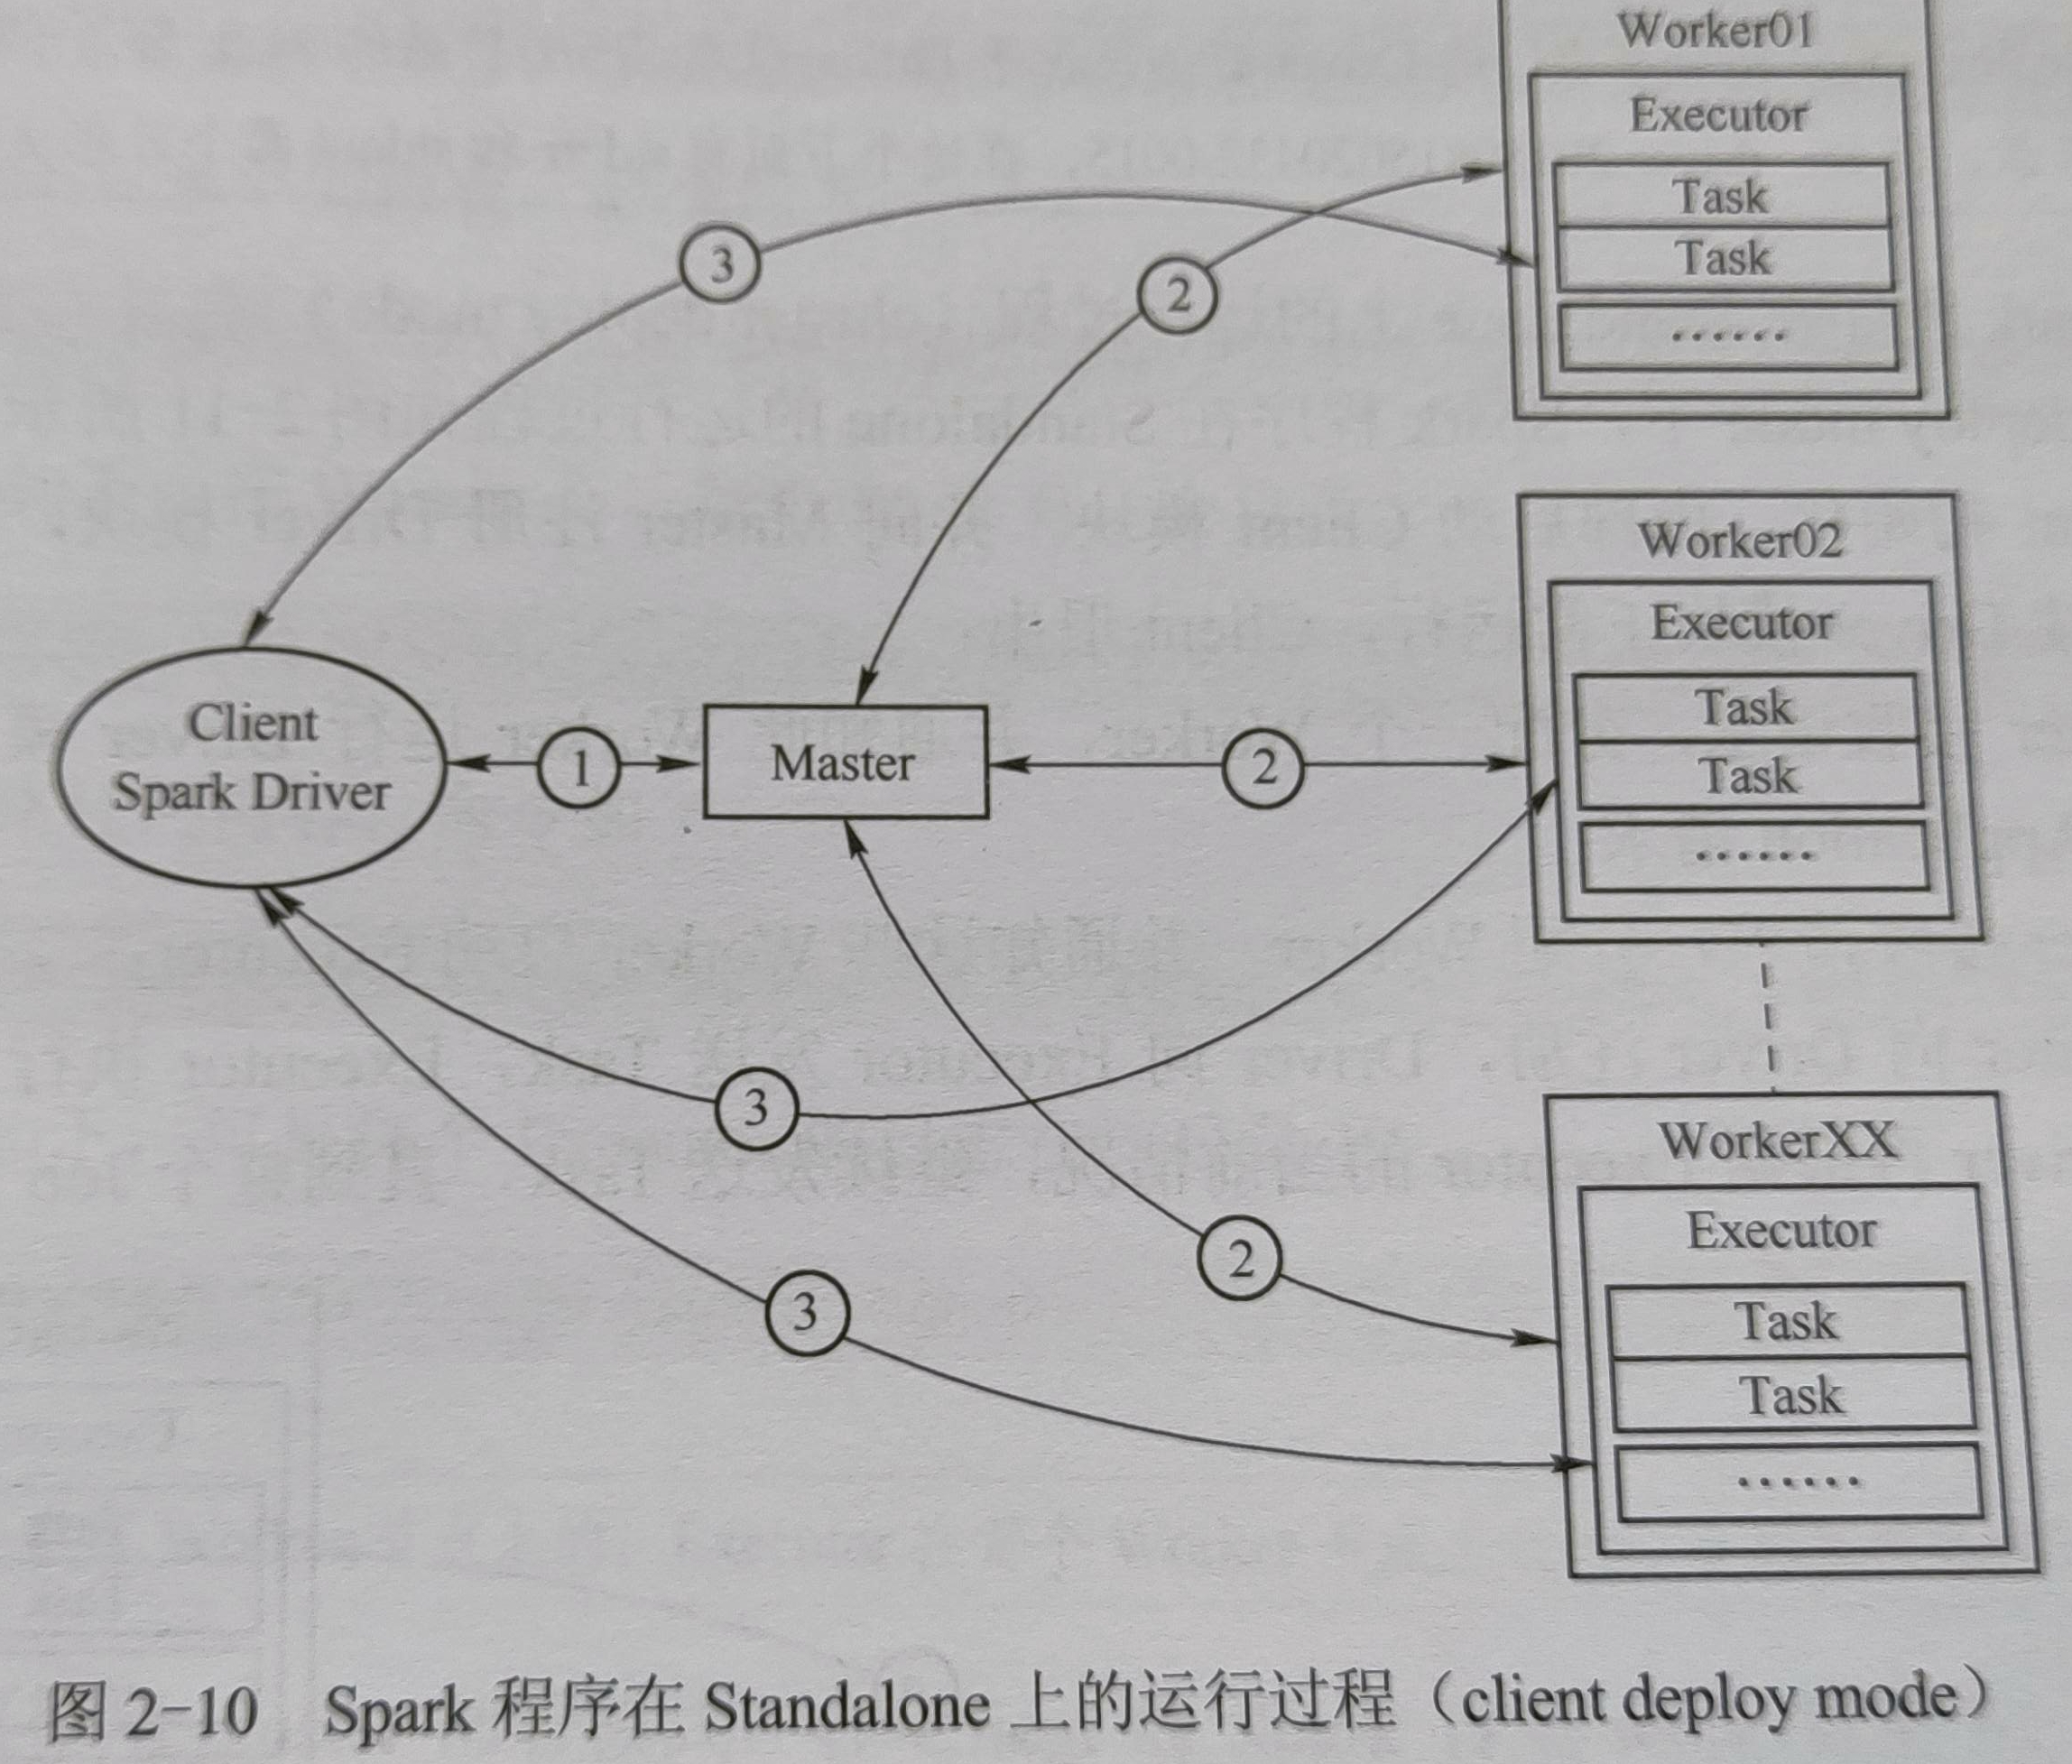 Worker01
Executor
Task
Task
······
3
2
Worker02
Executor
Task
Task
······
Client
Spark Driver
1
Master
2
3
WorkerXX
Executor
Task
Task
······
2
3
图 2-10 Spark 程序在 Standalone 上的运行过程（client deploy mode）